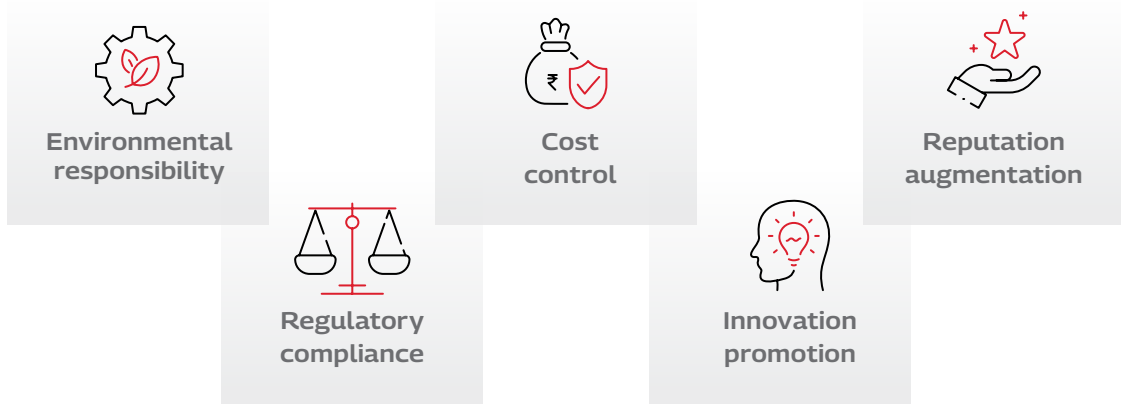 Environmental
responsibility
₹
Cost
control
Reputation
augmentation
Regulatory
compliance
Innovation
promotion